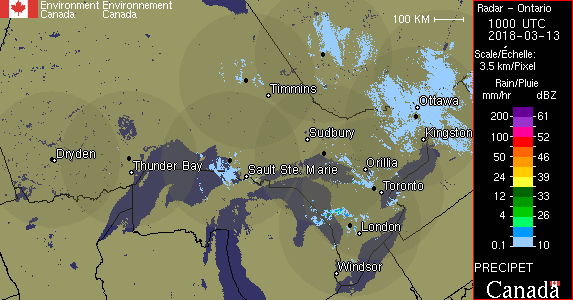 Environment Environnement
Canada Canada
100 KM
Radar - Ontario
1000 UTC
2018-03-13
Scale/Échelle:
3.5 km/Pixel
Rain/Pluie
mm/hr dBZ
200 61
100 52
50 46
24 39
12 33
4 26
1 20
0.1 10
Timmins
Ottawa
Sudbury
Kingston
Dryden
Thunder Bay
Sault Ste. Marie
Orillia
Toronto
London
Windsor
PRECIPET
Canada